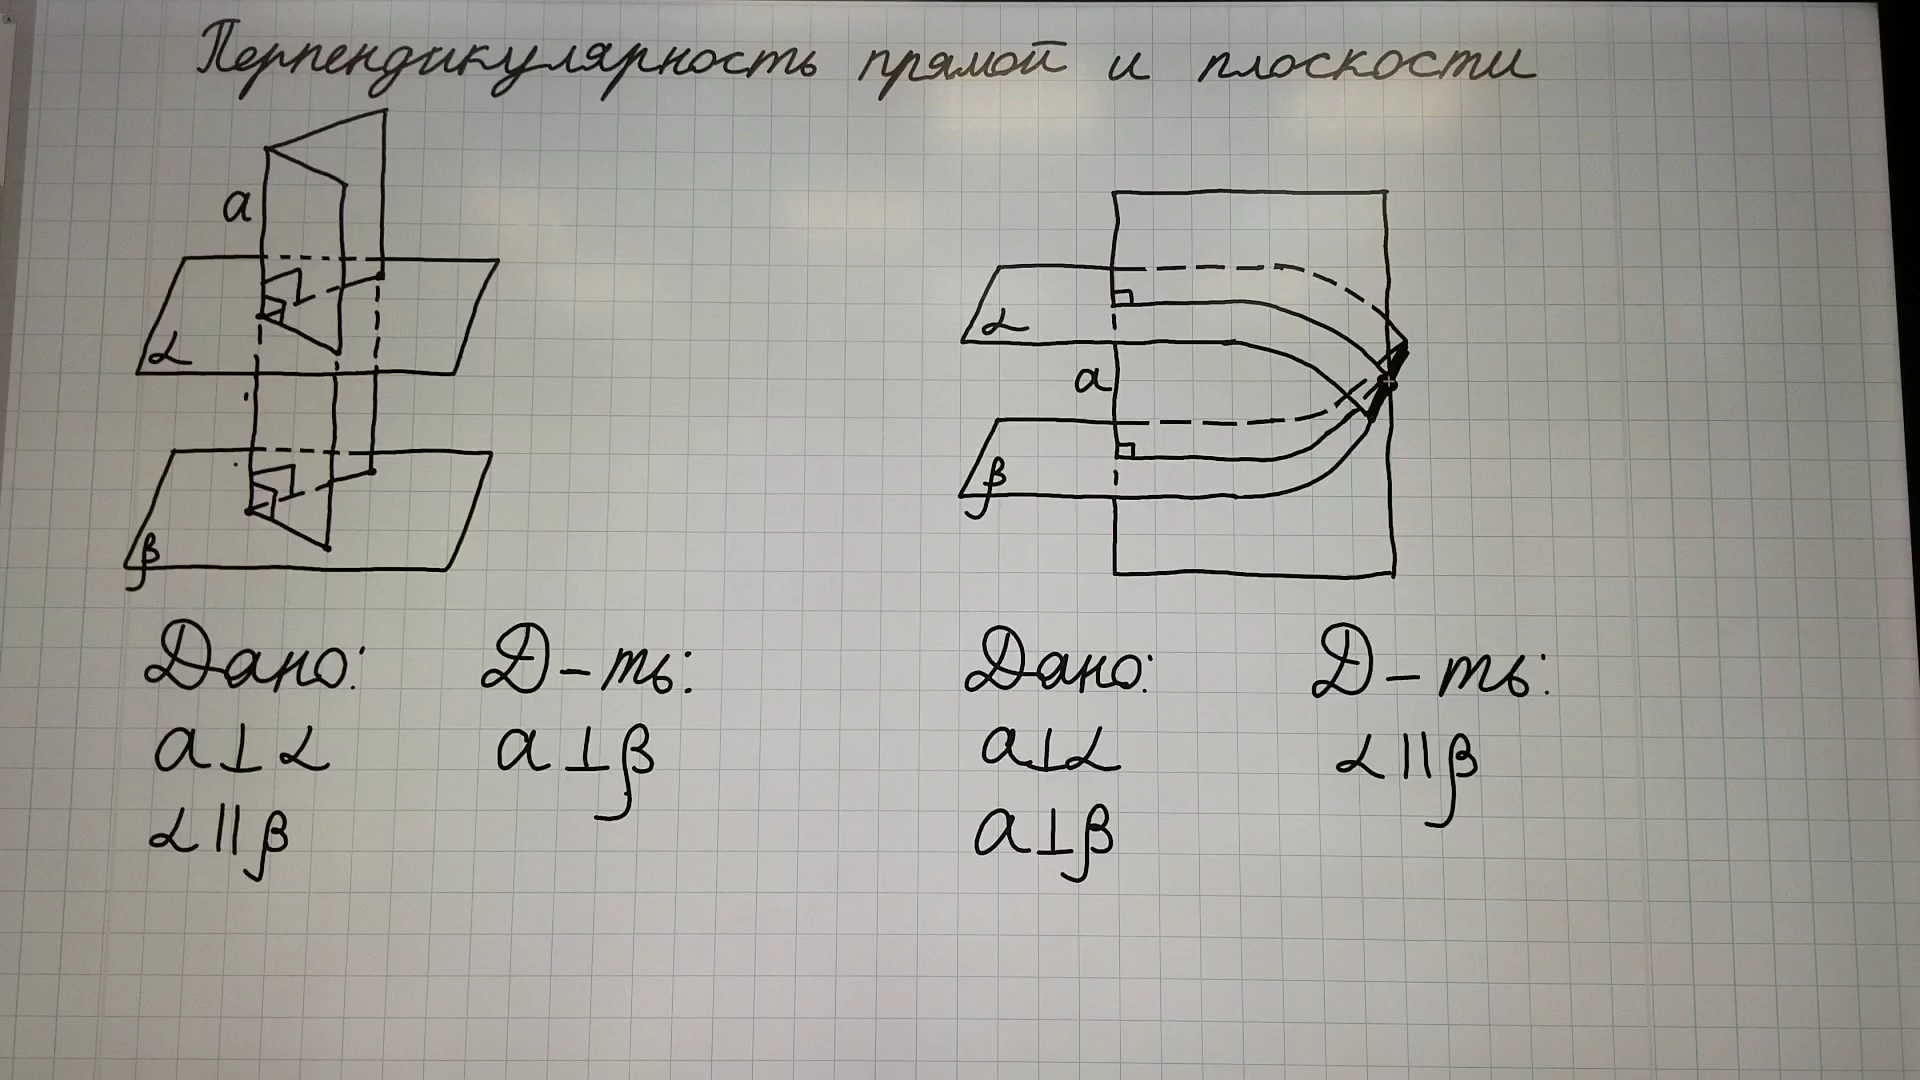 Перпендикулярность прямой и плоскости
a
α
β
α
a
β
Дано: Д-ть:
a⊥α a⊥β
α||β
Дано: Д-ть:
a⊥α α||β
a⊥β